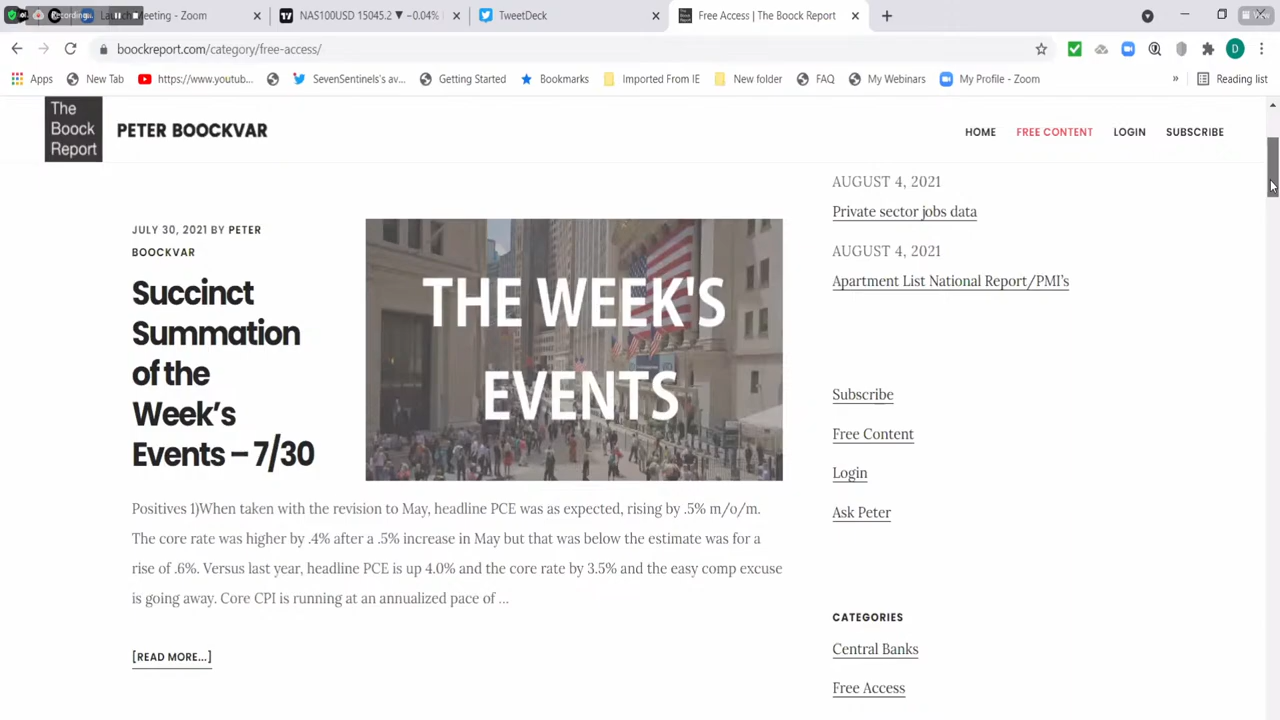 Recording...
Meeting - Zoom
NAS100USD 15045.2 ▼ −0.04%
TweetDeck
Free Access | The Boock Report
boockreport.com/category/free-access/
D
Apps
New Tab
https://www.youtub...
SevenSentinels's av...
Getting Started
Bookmarks
Imported From IE
New folder
FAQ
My Webinars
My Profile - Zoom
»
Reading list
The
Boock
Report
PETER BOOCKVAR
HOME
FREE CONTENT
LOGIN
SUBSCRIBE
JULY 30, 2021 BY PETER
BOOCKVAR
Succinct
Summation
of the
Week's
Events – 7/30
THE WEEK'S
EVENTS
Positives 1)When taken with the revision to May, headline PCE was as expected, rising by .5% m/o/m.
The core rate was higher by .4% after a .5% increase in May but that was below the estimate was for a
rise of .6%. Versus last year, headline PCE is up 4.0% and the core rate by 3.5% and the easy comp excuse
is going away. Core CPI is running at an annualized pace of ...
[READ MORE...]
AUGUST 4, 2021
Private sector jobs data
AUGUST 4, 2021
Apartment List National Report/PMI's
Subscribe
Free Content
Login
Ask Peter
CATEGORIES
Central Banks
Free Access